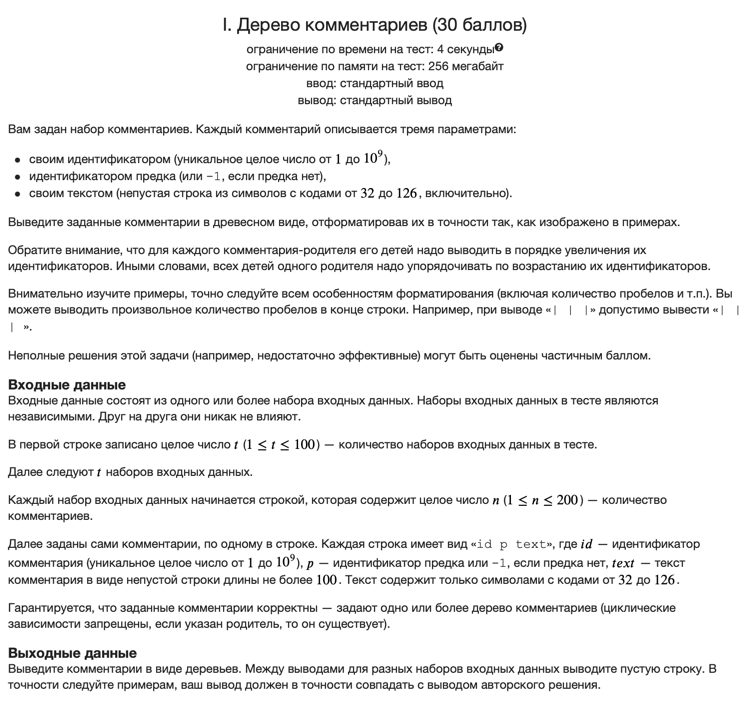 I. Дерево комментариев (30 баллов)
ограничение по времени на тест: 4 секунды?
ограничение по памяти на тест: 256 мегабайт
ввод: стандартный ввод
вывод: стандартный вывод
Вам задан набор комментариев. Каждый комментарий описывается тремя параметрами:
• своим идентификатором (уникальное целое число от 1 до 10⁹),
• идентификатором предка (или -1, если предка нет),
• своим текстом (непустая строка из символов с кодами от 32 до 126, включительно).
Выведите заданные комментарии в древесном виде, отформатировав их в точности так, как изображено в примерах.
Обратите внимание, что для каждого комментария-родителя его детей надо выводить в порядке увеличения их
идентификаторов. Иными словами, всех детей одного родителя надо упорядочивать по возрастанию их идентификаторов.
Внимательно изучите примеры, точно следуйте всем особенностям форматирования (включая количество пробелов и т.п.). Вы
можете выводить произвольное количество пробелов в конце строки. Например, при выводе «| | |» допустимо вывести «| |
| ».
Неполные решения этой задачи (например, недостаточно эффективные) могут быть оценены частичным баллом.
Входные данные
Входные данные состоят из одного или более набора входных данных. Наборы входных данных в тесте являются
независимыми. Друг на друга они никак не влияют.
В первой строке записано целое число t (1 ≤ t ≤ 100) — количество наборов входных данных в тесте.
Далее следуют t наборов входных данных.
Каждый набор входных данных начинается строкой, которая содержит целое число n (1 ≤ n ≤ 200) — количество
комментариев.
Далее заданы сами комментарии, по одному в строке. Каждая строка имеет вид «id p text», где id — идентификатор
комментария (уникальное целое число от 1 до 10⁹), p — идентификатор предка или -1, если предка нет, text — текст
комментария в виде непустой строки длины не более 100. Текст содержит только символами с кодами от 32 до 126.
Гарантируется, что заданные комментарии корректны — задают одно или более дерево комментариев (циклические
зависимости запрещены, если указан родитель, то он существует).
Выходные данные
Выведите комментарии в виде деревьев. Между выводами для разных наборов входных данных выводите пустую строку. В
точности следуйте примерам, ваш вывод должен в точности совпадать с выводом авторского решения.